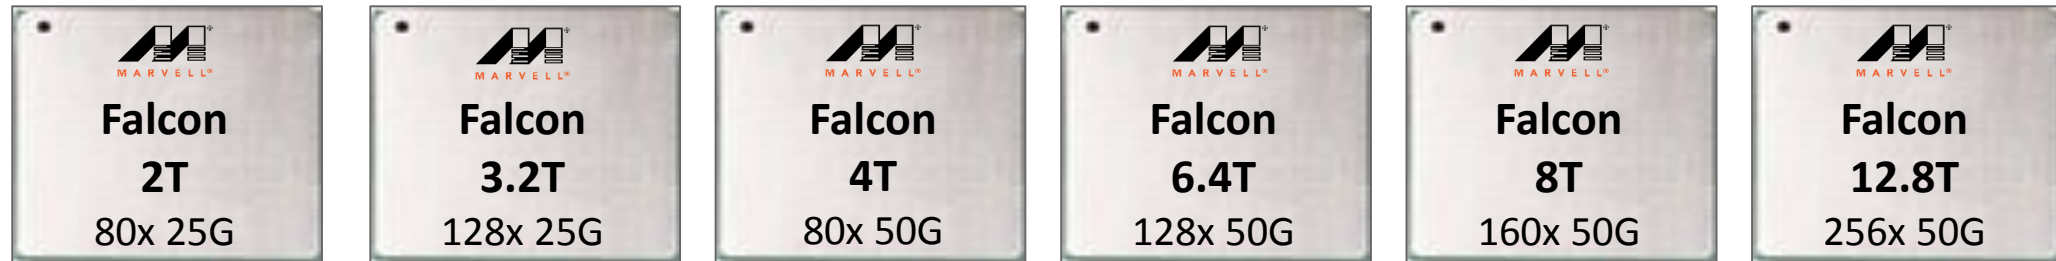 MARVELL®
Falcon
2T
80x 25G
MARVELL®
Falcon
3.2T
128x 25G
MARVELL®
Falcon
4T
80x 50G
MARVELL®
Falcon
6.4T
128x 50G
MARVELL®
Falcon
8T
160x 50G
MARVELL®
Falcon
12.8T
256x 50G